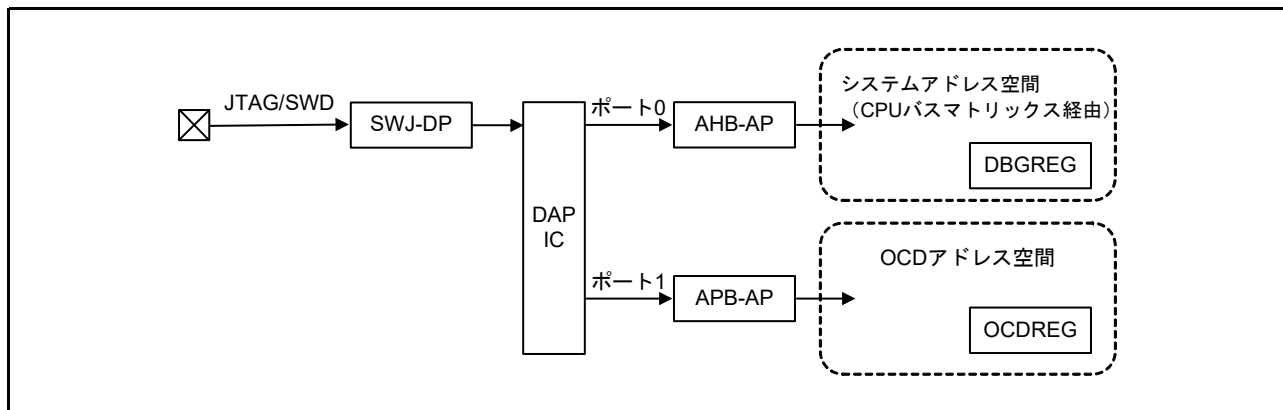 JTAG/SWD
SWJ-DP
DAP
IC
ポート0
AHB-AP
システムアドレス空間
（CPUバスマトリックス経由）
DBGREG
ポート1
APB-AP
OCDアドレス空間
OCDREG